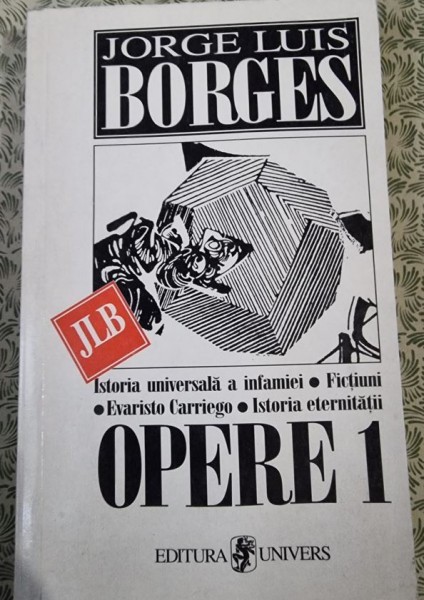 JORGE LUIS
BORGES
JLB
Istoria universală a infamiei • Ficțiuni
• Evaristo Carriego • Istoria eternității
OPERE 1
EDITURA UNIVERS